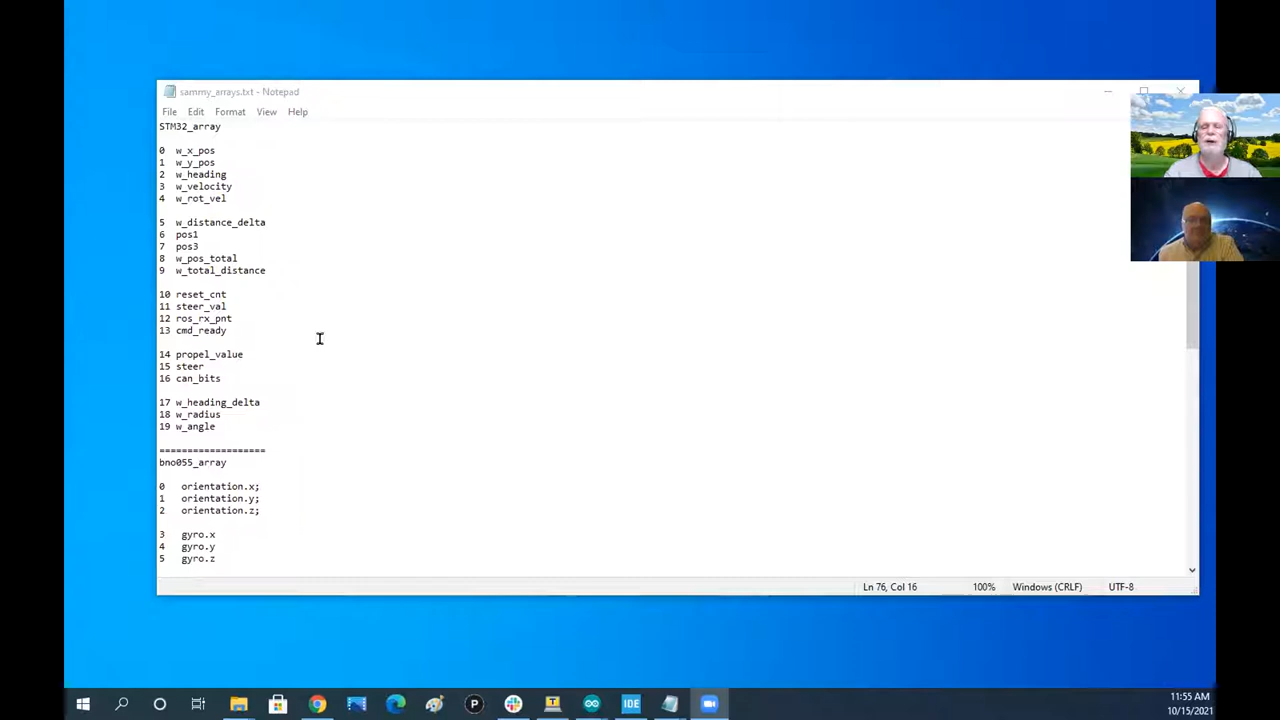 sammy_arrays.txt - Notepad
File Edit Format View Help
STM32_array
0 w_x_pos
1 w_y_pos
2 w_heading
3 w_velocity
4 w_rot_vel
5 w_distance_delta
6 pos1
7 pos3
8 w_pos_total
9 w_total_distance
10 reset_cnt
11 steer_val
12 ros_rx_pnt
13 cmd_ready
14 propel_value
15 steer
16 can_bits
17 w_heading_delta
18 w_radius
19 w_angle
===================
bno055_array
0 orientation.x;
1 orientation.y;
2 orientation.z;
3 gyro.x
4 gyro.y
5 gyro.z
Ln 76, Col 16 100% Windows (CRLF) UTF-8
P T IDE
11:55 AM
10/15/2021